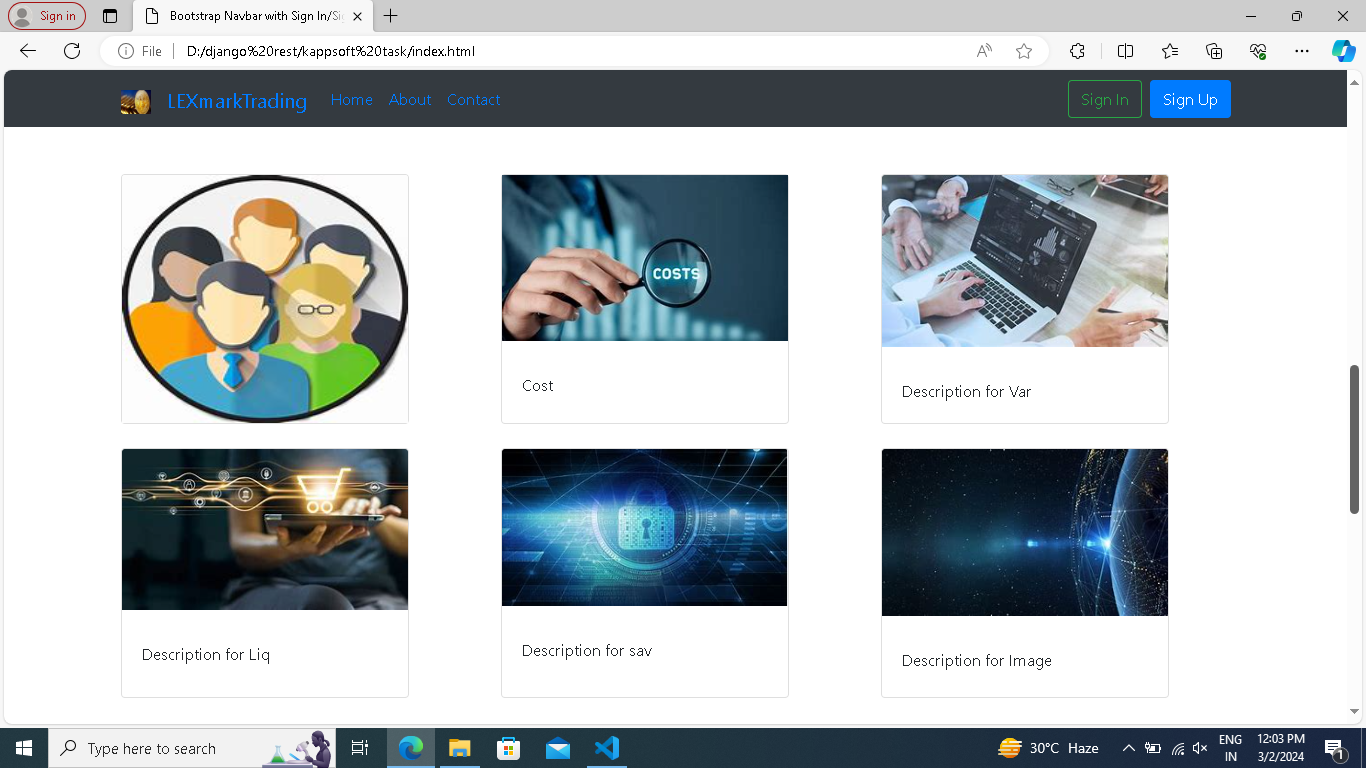 Sign in
Bootstrap Navbar with Sign In/Si
File
D:/django%20rest/kappsoft%20task/index.html
LEXmarkTrading
Home
About
Contact
Sign In
Sign Up
COSTS
Cost
Description for Var
Description for Liq
Description for sav
Description for Image
Type here to search
30°C Haze
ENG
IN
12:03 PM
3/2/2024
1